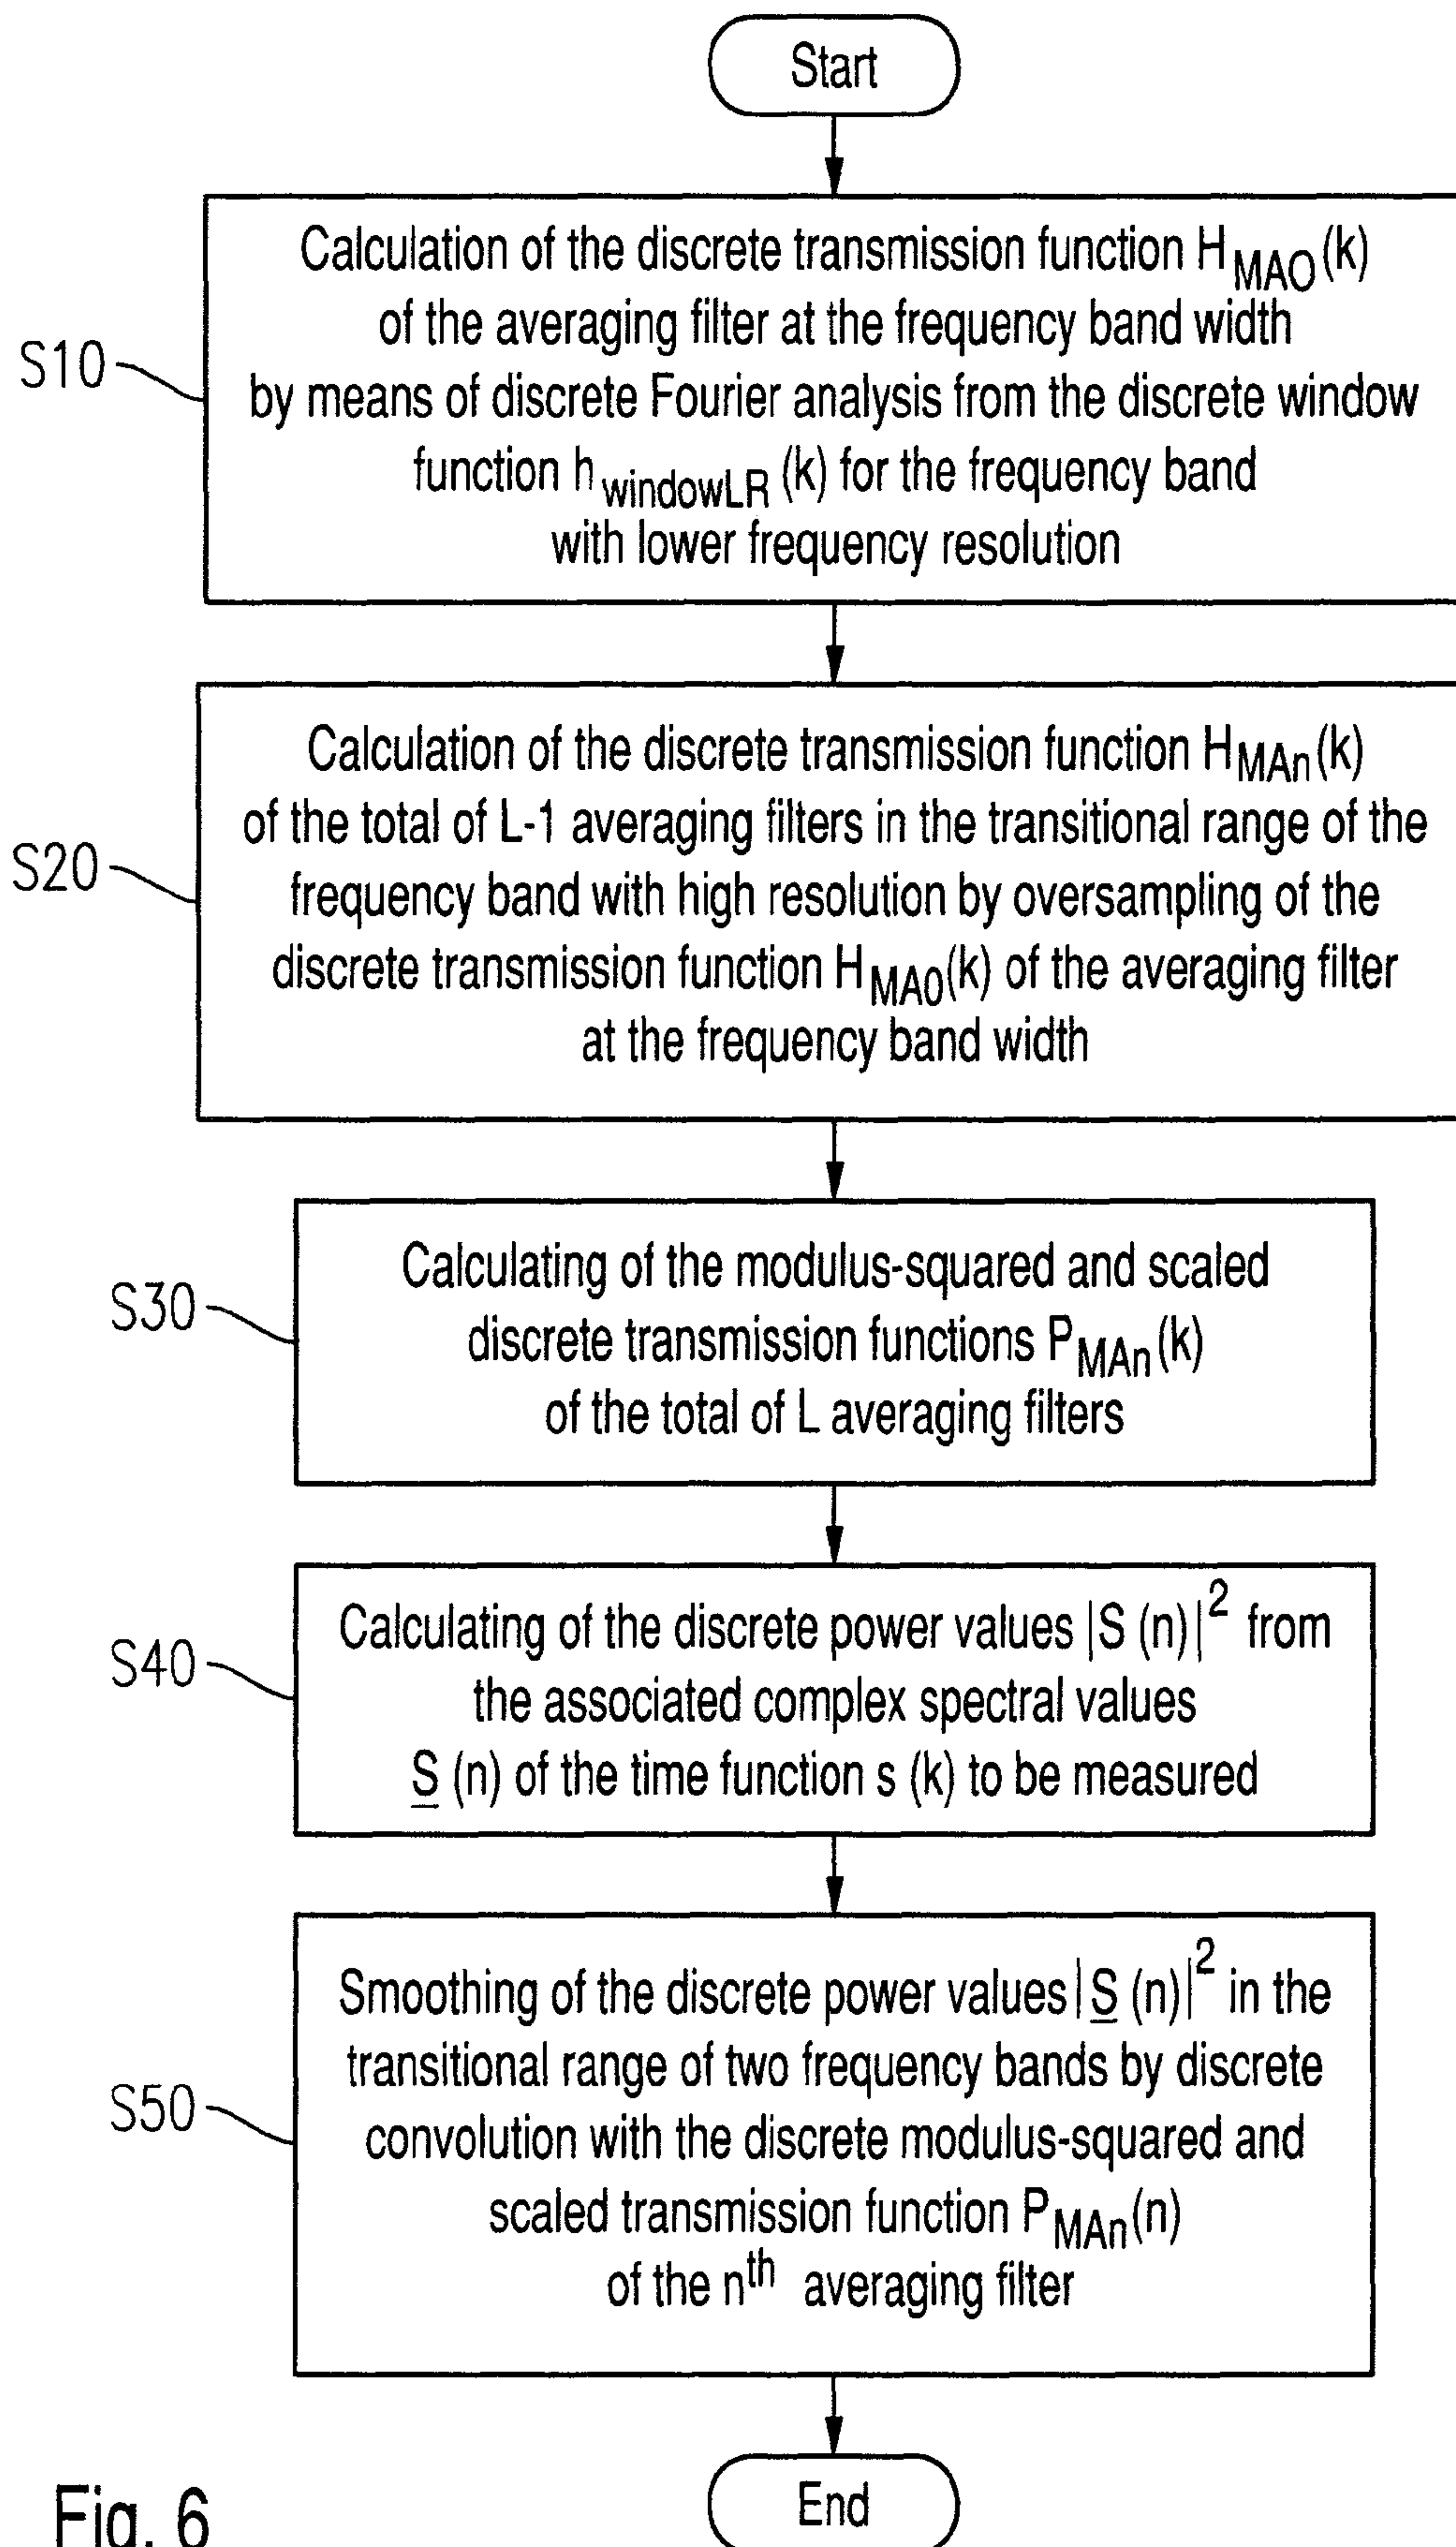 Start
Calculation of the discrete transmission function H_MAO (k)
of the averaging filter at the frequency band width
S10
by means of discrete Fourier analysis from the discrete window
function h_windowLR (k) for the frequency band
with lower frequency resolution
Calculation of the discrete transmission function H_MAn(k)
of the total of L-1 averaging filters in the transitional range of the
S20
frequency band with high resolution by oversampling of the
discrete transmission function H_MA0(k) of the averaging filter
at the frequency band width
Calculating of the modulus-squared and scaled
S30
discrete transmission functions P_MAn(k)
of the total of L averaging filters
Calculating of the discrete power values |S (n)|² from
S40
the associated complex spectral values
S̲ (n) of the time function s (k) to be measured
Smoothing of the discrete power values |S̲ (n)|² in the
transitional range of two frequency bands by discrete
S50
convolution with the discrete modulus-squared and
scaled transmission function P_MAn(n)
of the nth averaging filter
End
Fig. 6